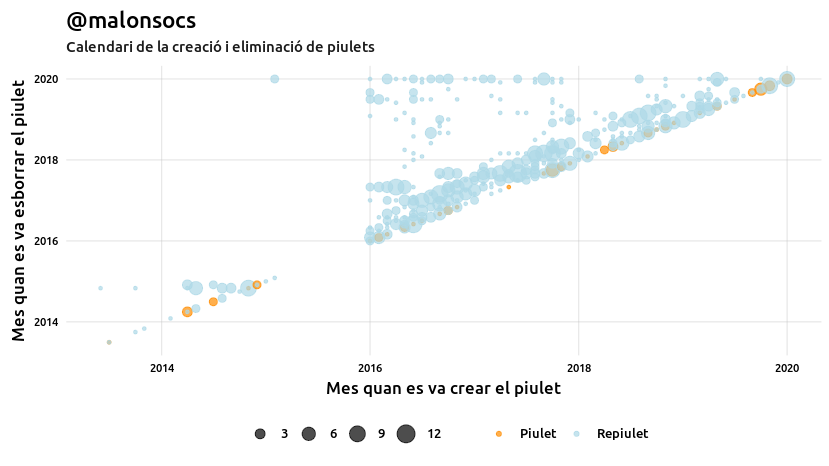 @malonsocs
Calendari de la creació i eliminació de piulets
Mes quan es va esborrar el piulet
2020
2018
2016
2014
2014 2016 2018 2020
Mes quan es va crear el piulet
3 6 9 12 Piulet Repiulet